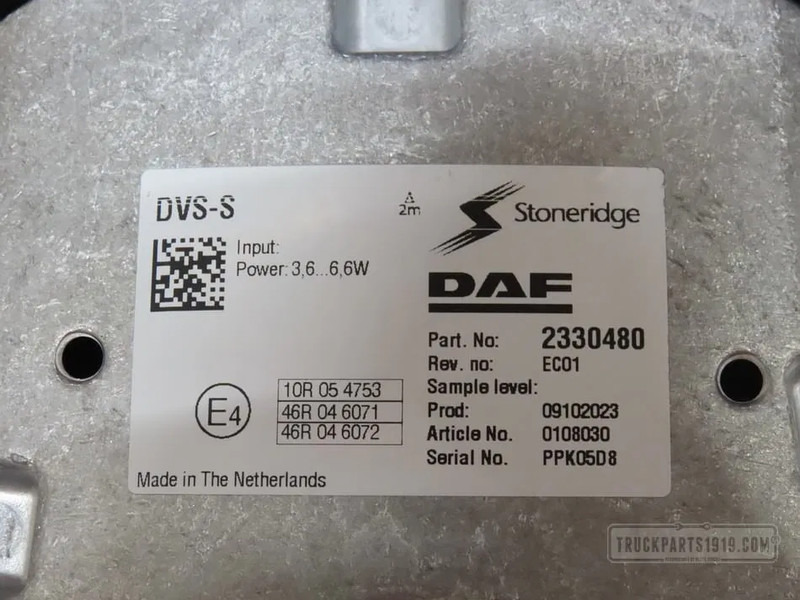 DVS-S
2m
Stoneridge
Input:
Power: 3,6...6,6W
DAF
Part. No: 2330480
Rev. no: EC01
Sample level:
Prod: 09102023
Article No. 0108030
Serial No. PPK05D8
E4
10R 05 4753
46R 04 6071
46R 04 6072
Made in The Netherlands
TRUCKPARTS1919.COM